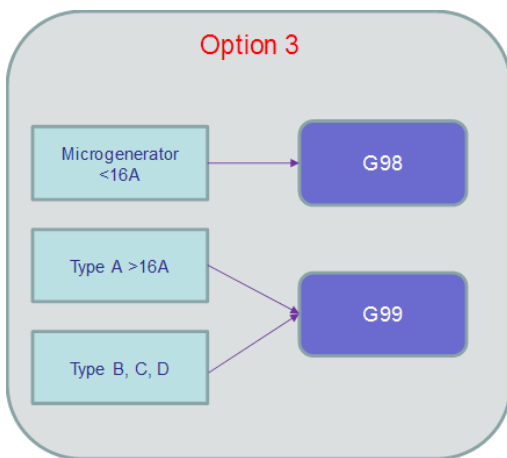 Option 3
Microgenerator
<16A
G98
Type A >16A
G99
Type B, C, D